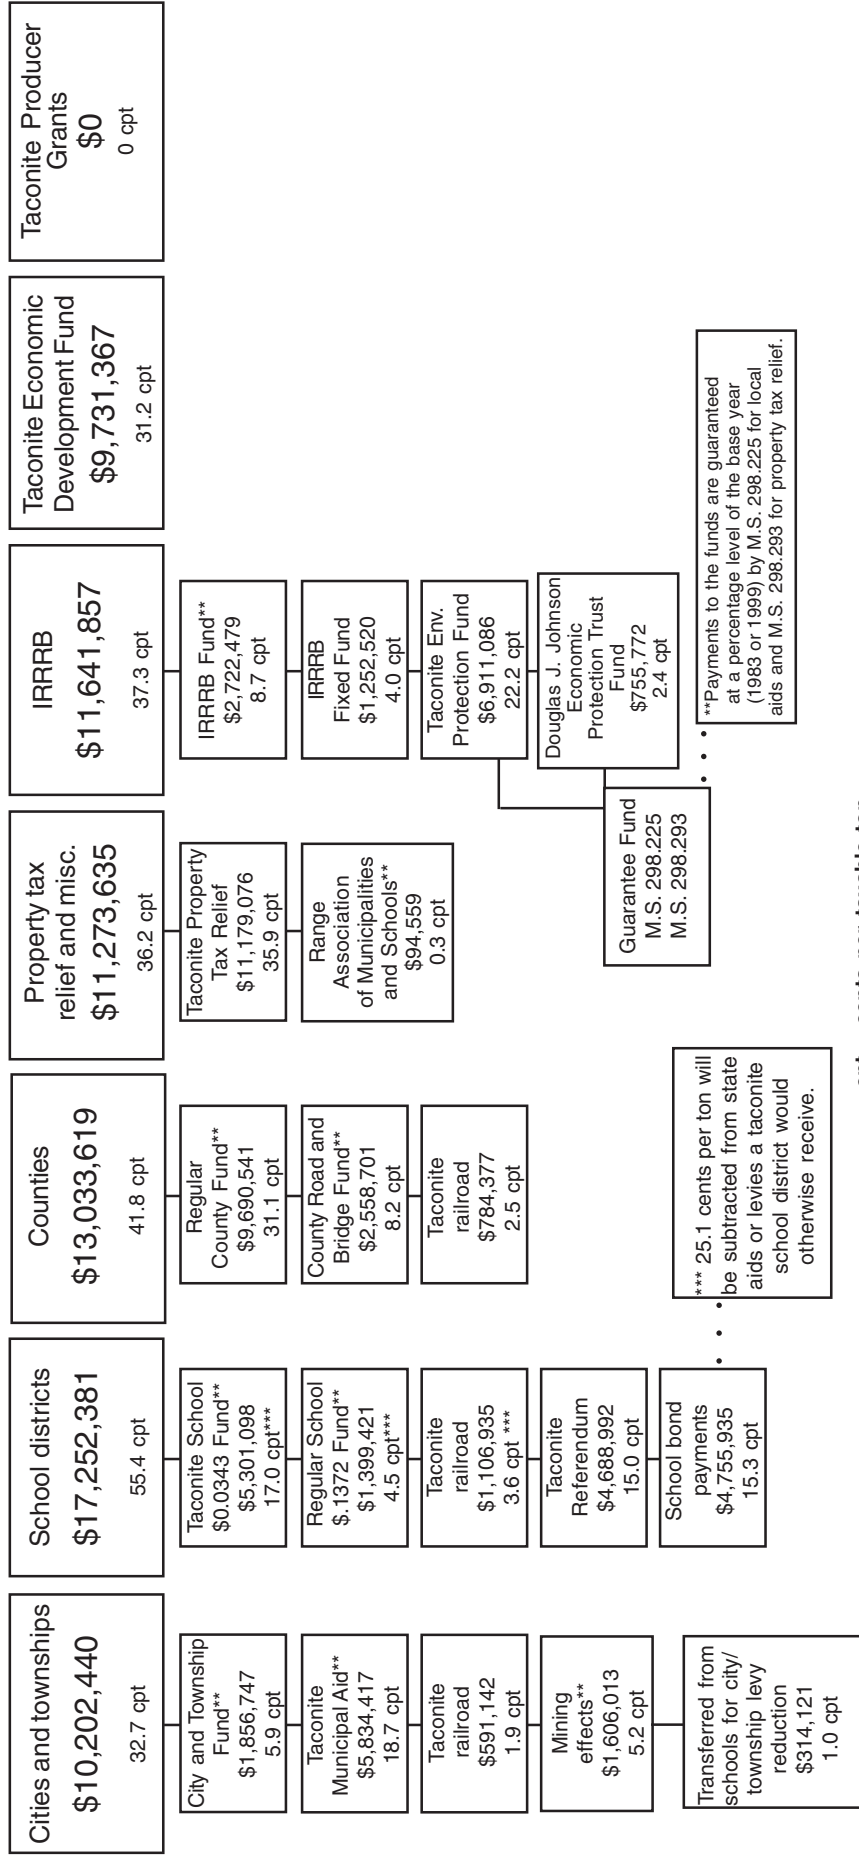 Cities and townships
$10,202,440
32.7 cpt
City and Township
Fund**
$1,856,747
5.9 cpt
Taconite
Municipal Aid**
$5,834,417
18.7 cpt
Taconite
railroad
$591,142
1.9 cpt
Mining
effects**
$1,606,013
5.2 cpt
Transferred from
schools for city/
township levy
reduction
$314,121
1.0 cpt
School districts
$17,252,381
55.4 cpt
Taconite School
$0.0343 Fund**
$5,301,098
17.0 cpt***
Regular School
$.1372 Fund**
$1,399,421
4.5 cpt***
Taconite
railroad
$1,106,935
3.6 cpt ***
Taconite
Referendum
$4,688,992
15.0 cpt
School bond
payments
$4,755,935
15.3 cpt
*** 25.1 cents per ton will
be subtracted from state
aids or levies a taconite
school district would
otherwise receive.
Counties
$13,033,619
41.8 cpt
Regular
County Fund**
$9,690,541
31.1 cpt
County Road and
Bridge Fund**
$2,558,701
8.2 cpt
Taconite
railroad
$784,377
2.5 cpt
Property tax
relief and misc.
$11,273,635
36.2 cpt
Taconite Property
Tax Relief
$11,179,076
35.9 cpt
Range
Association
of Municipalities
and Schools**
$94,559
0.3 cpt
IRRRB
$11,641,857
37.3 cpt
IRRRB Fund**
$2,722,479
8.7 cpt
IRRRB
Fixed Fund
$1,252,520
4.0 cpt
Taconite Env.
Protection Fund
$6,911,086
22.2 cpt
Douglas J. Johnson
Economic
Protection Trust
Fund
$755,772
2.4 cpt
Guarantee Fund
M.S. 298.225
M.S. 298.293
**Payments to the funds are guaranteed
at a percentage level of the base year
(1983 or 1999) by M.S. 298.225 for local
aids and M.S. 298.293 for property tax relief.
Taconite Economic
Development Fund
$9,731,367
31.2 cpt
Taconite Producer
Grants
$0
0 cpt